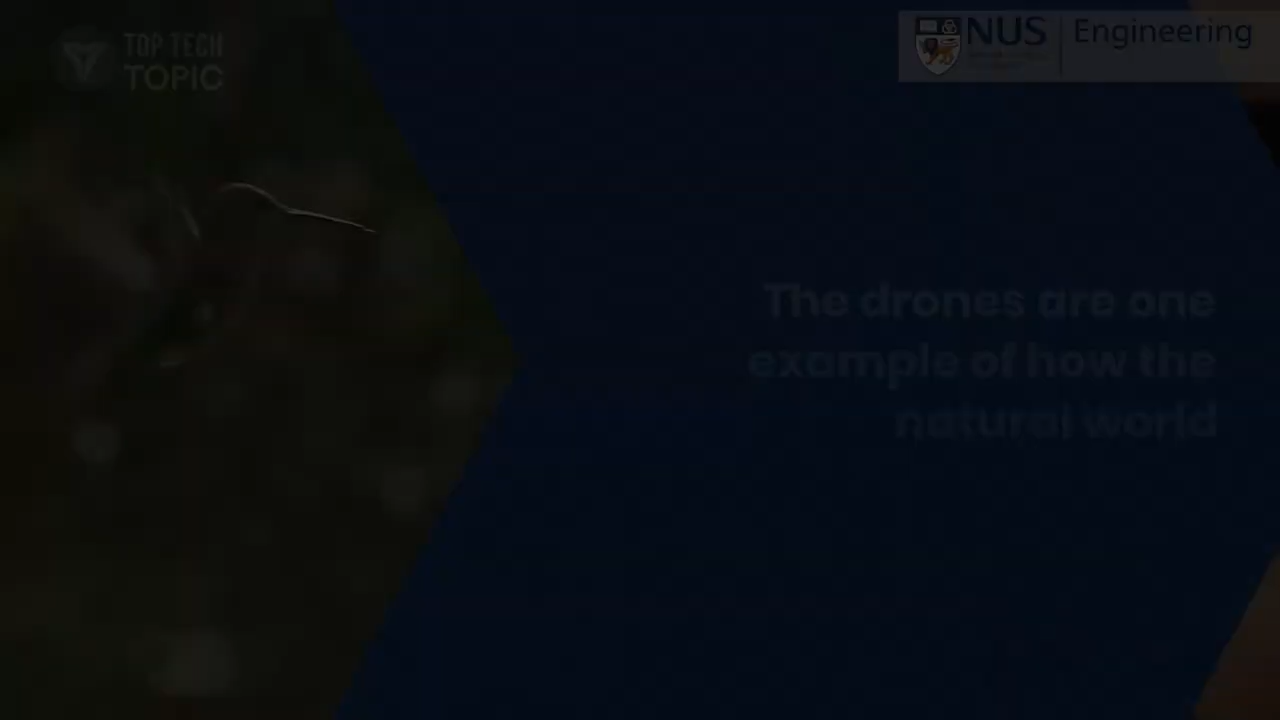 TOP TECH
TOPIC
NUS
Engineering
The drones are one
example of how the
natural world